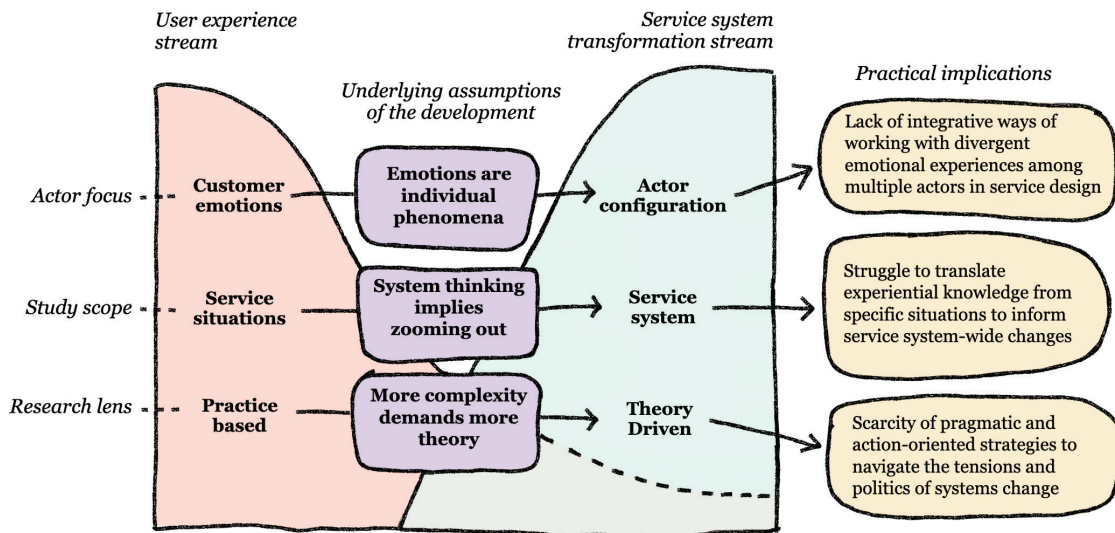 User experience
stream
Service system
transformation stream
Underlying assumptions
of the development
Practical implications
Actor focus
Customer
emotions
Emotions are
individual
phenomena
Actor
configuration
Lack of integrative ways of
working with divergent
emotional experiences among
multiple actors in service design
Study scope
Service
situations
System thinking
implies
zooming out
Service
system
Struggle to translate
experiential knowledge from
specific situations to inform
service system-wide changes
Research lens
Practice
based
More complexity
demands more
theory
Theory
Driven
Scarcity of pragmatic and
action-oriented strategies to
navigate the tensions and
politics of systems change